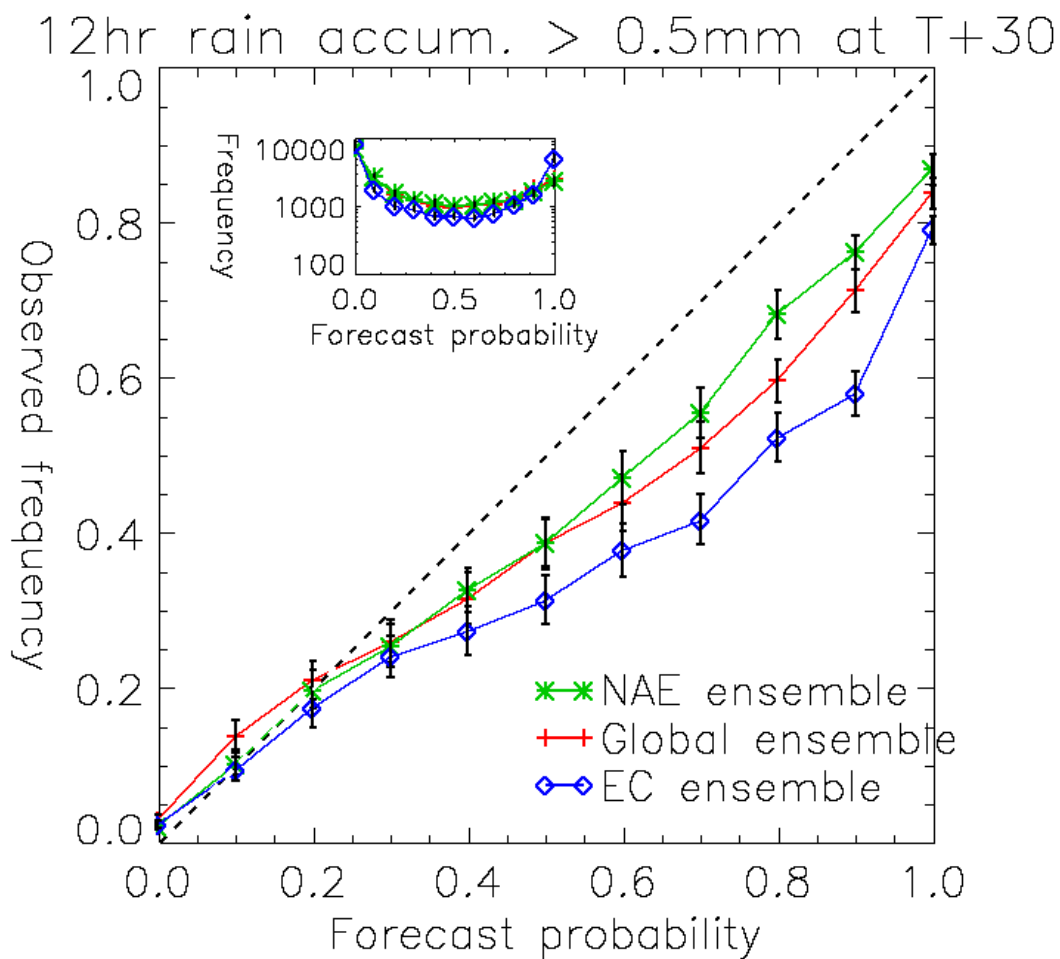 12hr rain accum. > 0.5mm at T+30
1.0
0.8
0.6
0.4
0.2
0.0
Observed frequency
0.0 0.2 0.4 0.6 0.8 1.0
Forecast probability
10000
1000
100
Frequency
0.0 0.5 1.0
Forecast probability
NAE ensemble
Global ensemble
EC ensemble